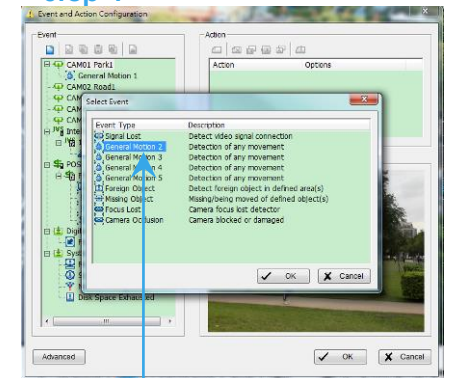 Event and Action Configuration
Event
Action
Action Options
CAM01 Park1
General Motion 1
CAM02 Road1
CAM
CAM
CAM
Select Event
Event Type Description
Signal Lost Detect video signal connection
General Motion 2 Detection of any movement
General Motion 3 Detection of any movement
General Motion 4 Detection of any movement
General Motion 5 Detection of any movement
Foreign Object Detect foreign object in defined area(s)
Missing Object Missing/being moved of defined object(s)
Focus Lost Camera focus lost detector
Camera Occlusion Camera blocked or damaged
OK Cancel
Inte
POS
Digit
Syst
Disk Space Exhausted
Advanced OK Cancel